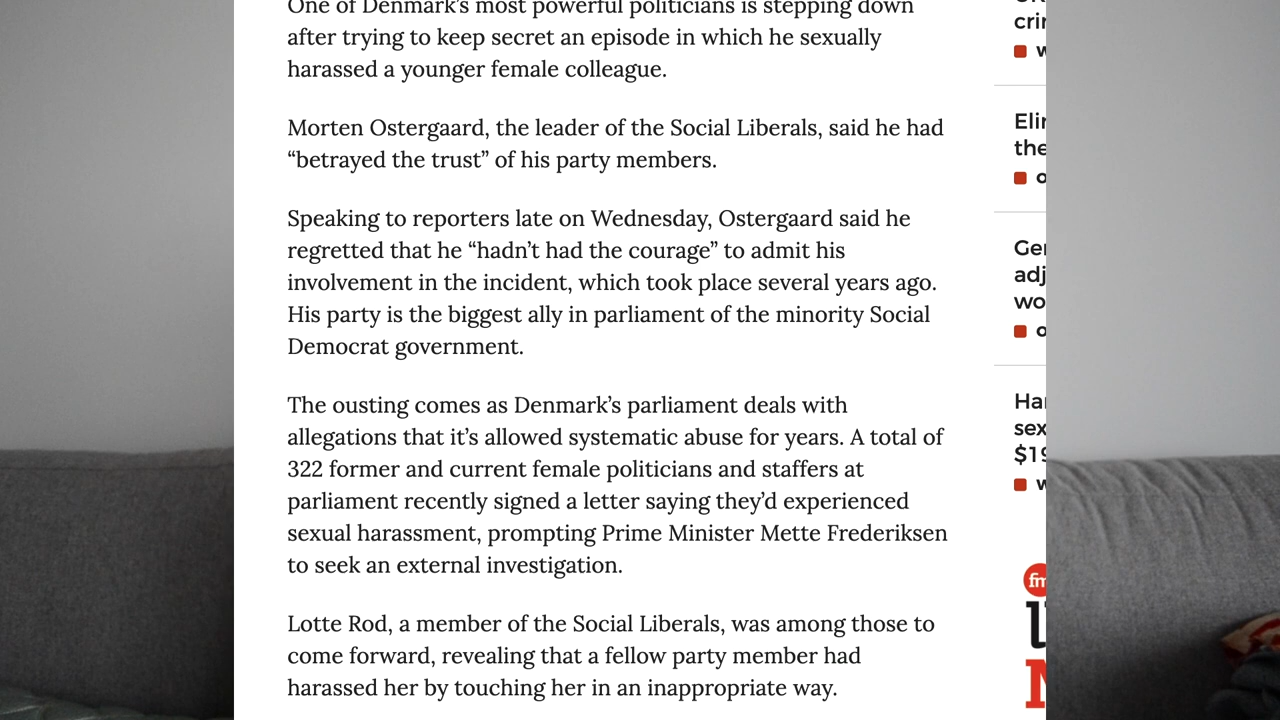 One of Denmark’s most powerful politicians is stepping down
after trying to keep secret an episode in which he sexually
harassed a younger female colleague.
Morten Ostergaard, the leader of the Social Liberals, said he had
“betrayed the trust” of his party members.
Speaking to reporters late on Wednesday, Ostergaard said he
regretted that he “hadn’t had the courage” to admit his
involvement in the incident, which took place several years ago.
His party is the biggest ally in parliament of the minority Social
Democrat government.
The ousting comes as Denmark’s parliament deals with
allegations that it’s allowed systematic abuse for years. A total of
322 former and current female politicians and staffers at
parliament recently signed a letter saying they’d experienced
sexual harassment, prompting Prime Minister Mette Frederiksen
to seek an external investigation.
Lotte Rod, a member of the Social Liberals, was among those to
come forward, revealing that a fellow party member had
harassed her by touching her in an inappropriate way.
the
fm